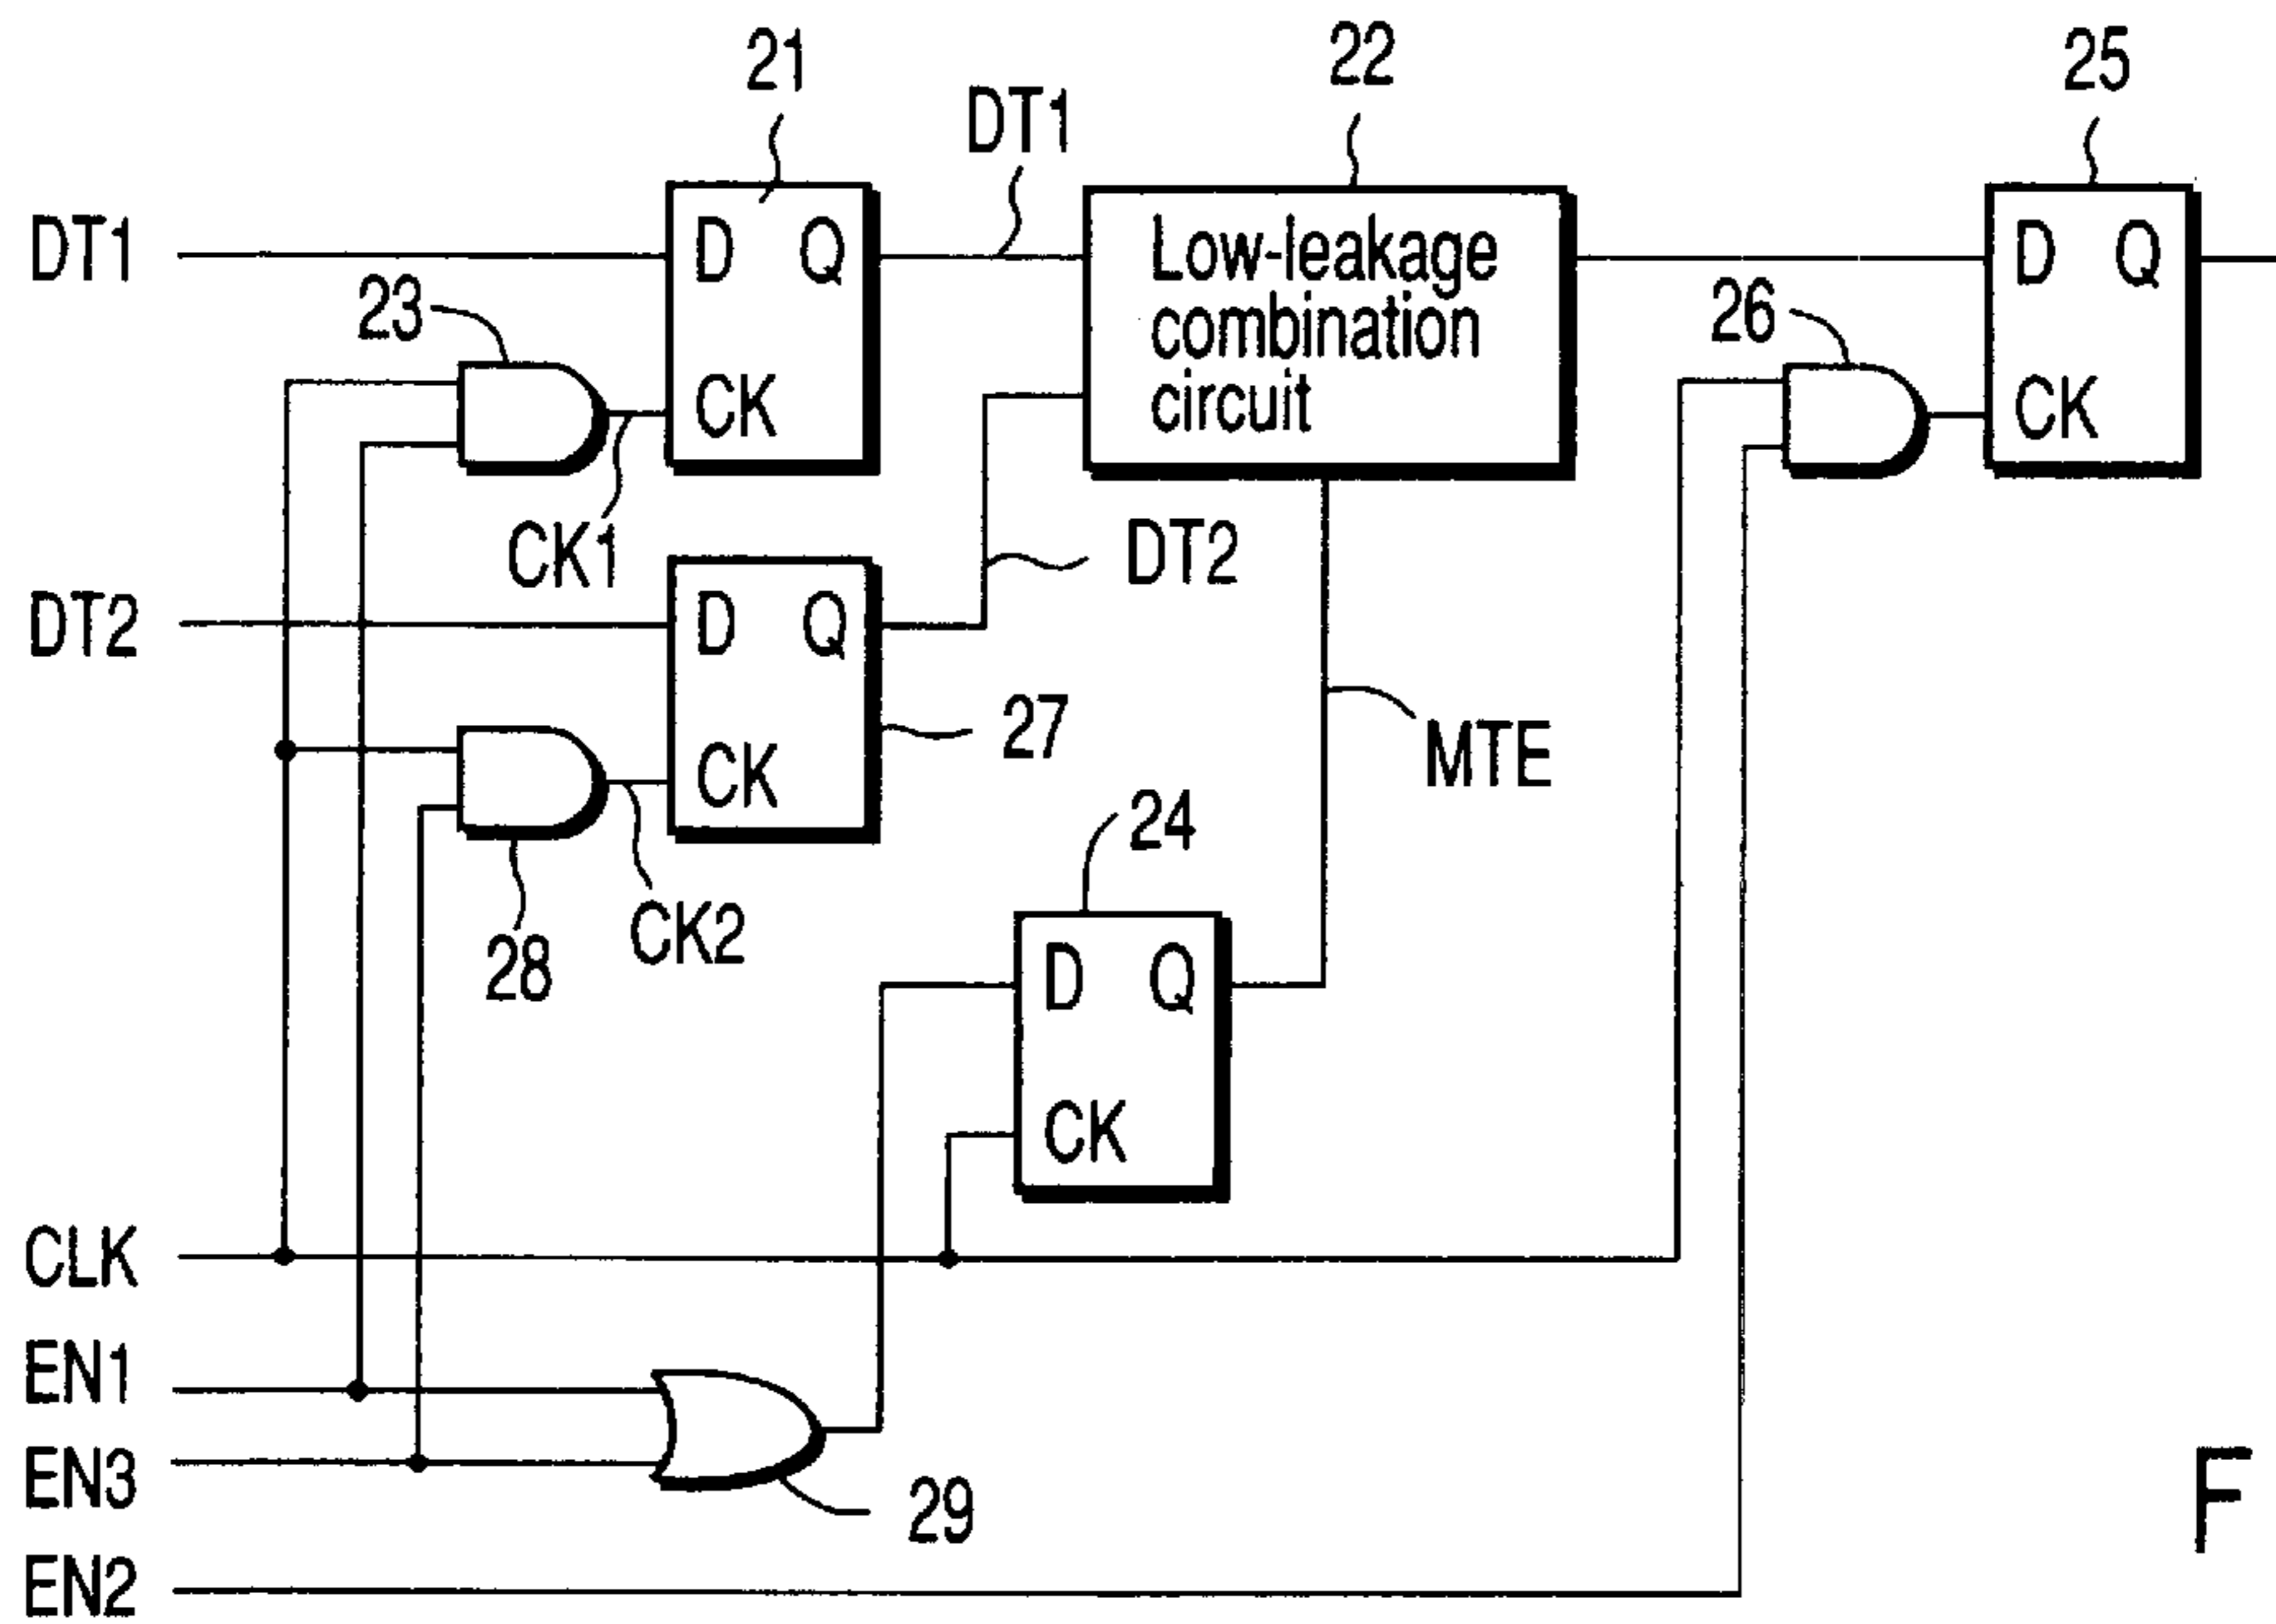 21
22
25
DT1
DT1
D Q
CK
Low-leakage
combination
circuit
D Q
CK
23
26
CK1
DT2
DT2
D Q
CK
27
MTE
28
CK2
24
D Q
CK
CLK
EN1
EN3
29
EN2
F